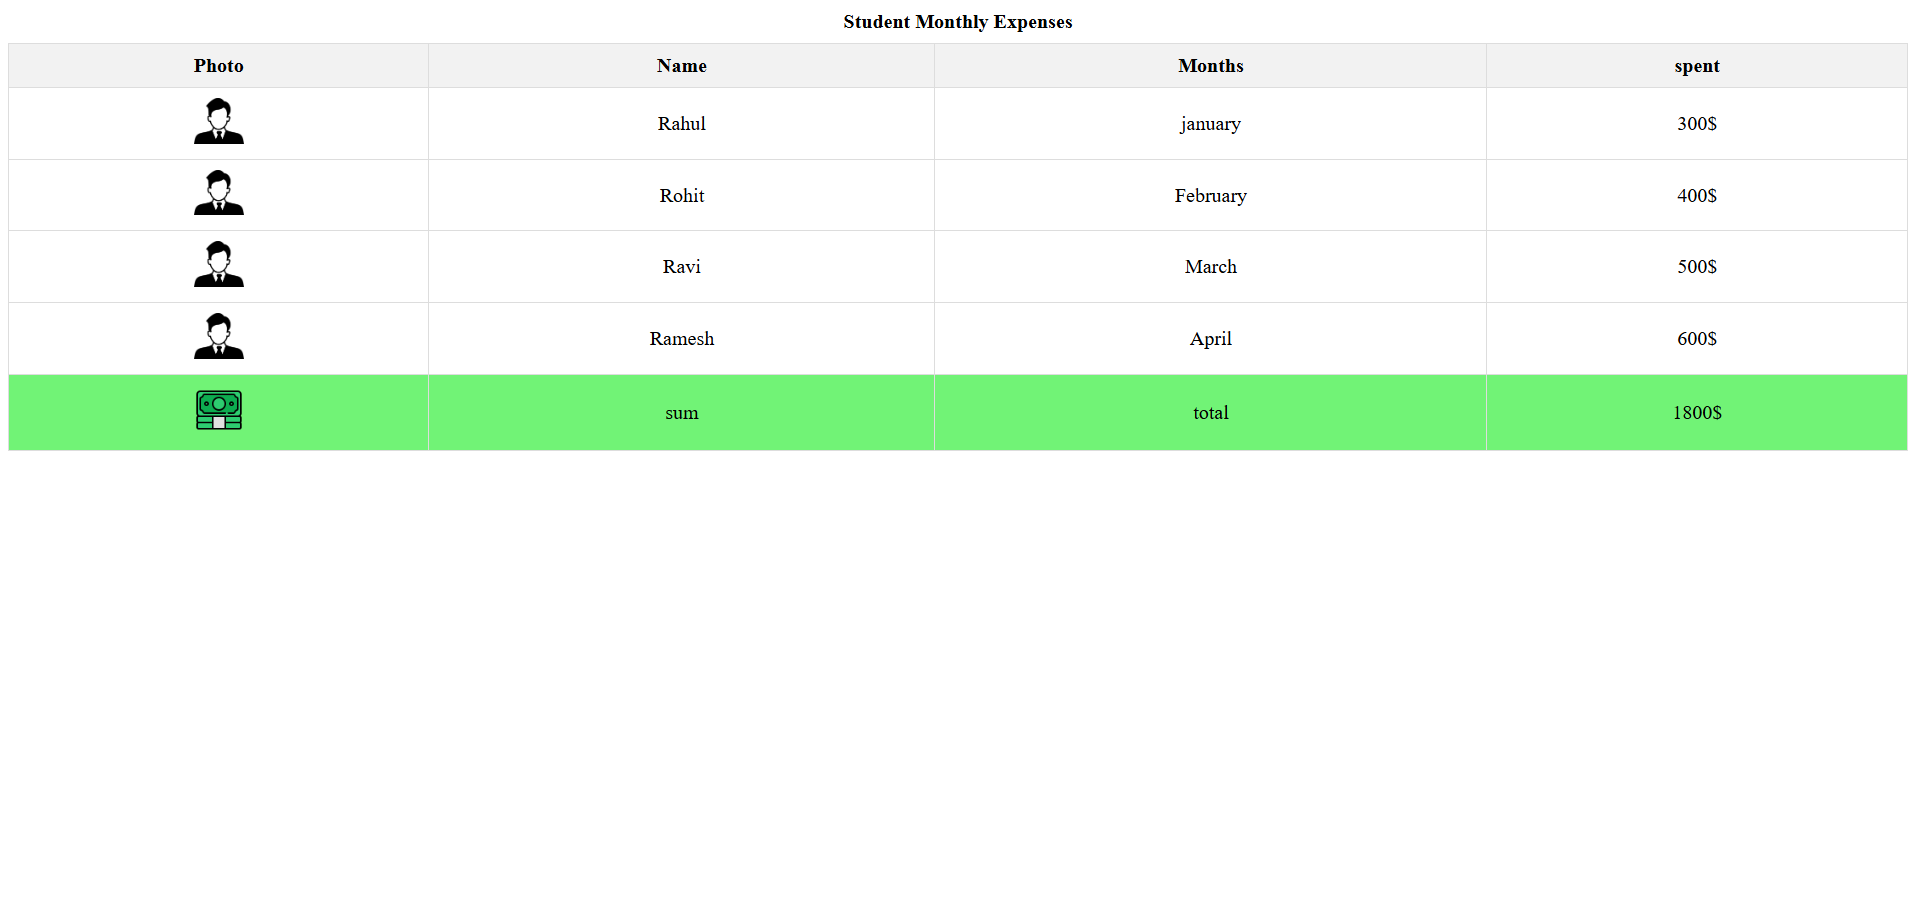 Student Monthly Expenses
Photo Name Months spent
Rahul january 300$
Rohit February 400$
Ravi March 500$
Ramesh April 600$
sum total 1800$